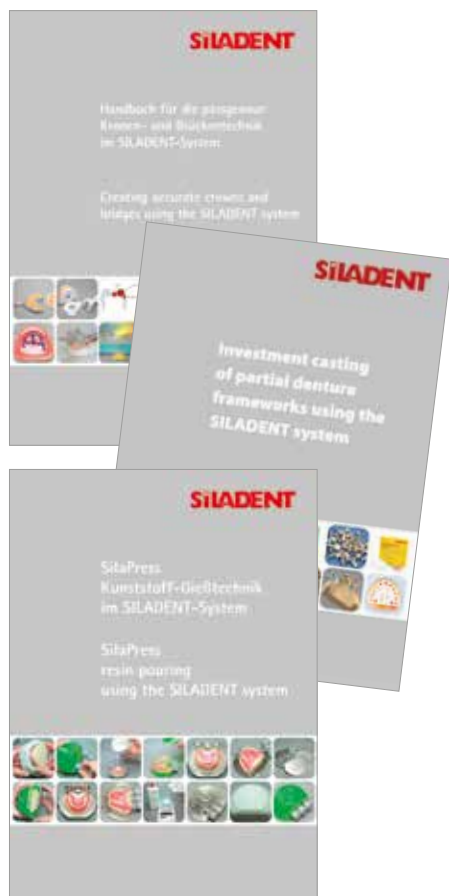 SILADENT
Handbuch für die passgenaue
Kronen- und Brückentechnik
im SILADENT-System
Creating accurate crowns and
bridges using the SILADENT system
SILADENT
Investment casting
of partial denture
frameworks using the
SILADENT system
SILADENT
SilaPress
Kunststoff-Gießtechnik
im SILADENT-System
SilaPress
resin pouring
using the SILADENT system